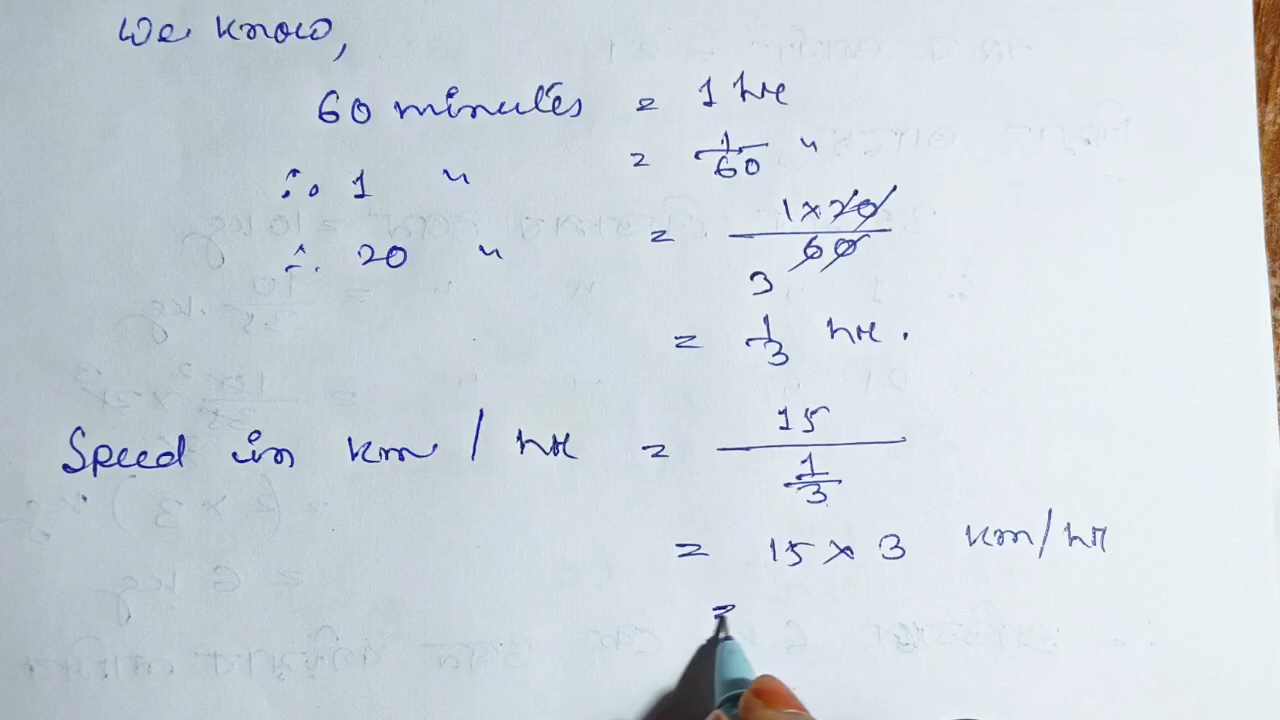 We know,
60 minutes = 1 hr
∴ 1 " = 1/60 "
∴ 20 " = 1×20/60
3
= 1/3 hr.
Speed in km/hr = 15/(1/3)
= 15 × 3 km/hr
=